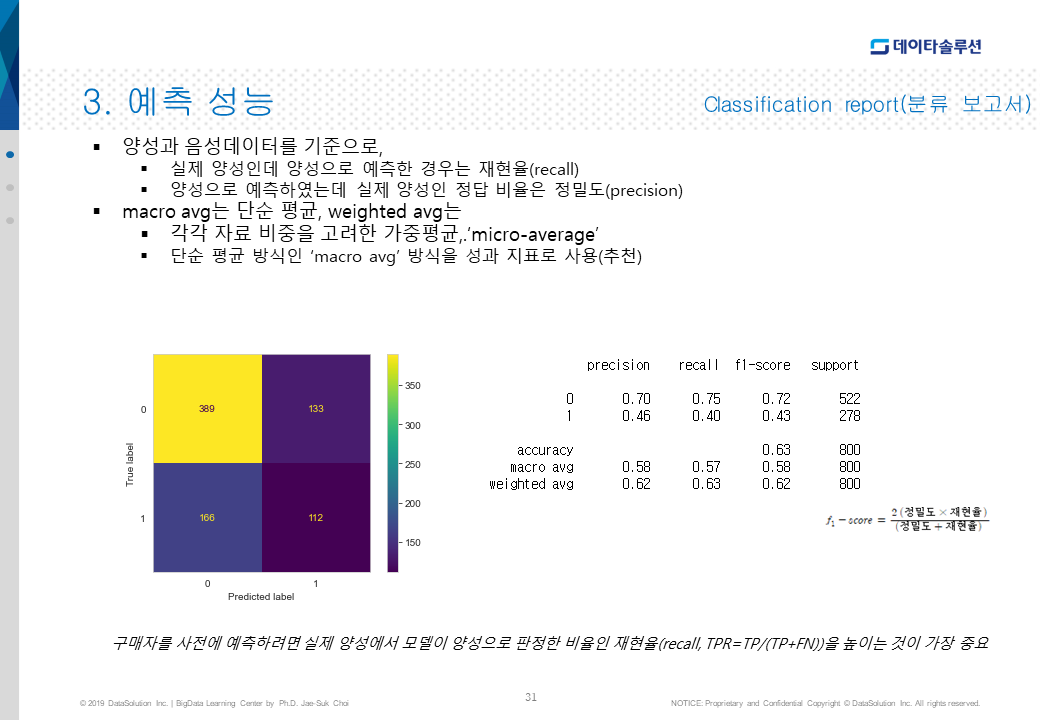 데이타솔루션
3. 예측 성능
Classification report(분류 보고서)
양성과 음성데이터를 기준으로,
실제 양성인데 양성으로 예측한 경우는 재현율(recall)
양성으로 예측하였는데 실제 양성인 정답 비율은 정밀도(precision)
macro avg는 단순 평균, weighted avg는
각각 자료 비중을 고려한 가중평균,.‘micro-average’
단순 평균 방식인 ‘macro avg’ 방식을 성과 지표로 사용(추천)
True label
0
389 133
1
166 112
0 1
Predicted label
350
300
250
200
150
precision recall f1-score support
0 0.70 0.75 0.72 522
1 0.46 0.40 0.43 278
accuracy 0.63 800
macro avg 0.58 0.57 0.58 800
weighted avg 0.62 0.63 0.62 800
f₁ − score = 2(정밀도 × 재현율) / (정밀도 + 재현율)
구매자를 사전에 예측하려면 실제 양성에서 모델이 양성으로 판정한 비율인 재현율(recall, TPR=TP/(TP+FN))을 높이는 것이 가장 중요
© 2019 DataSolution Inc. | BigData Learning Center by Ph.D. Jae-Suk Choi
31
NOTICE: Proprietary and Confidential Copyright © DataSolution Inc. All rights reserved.